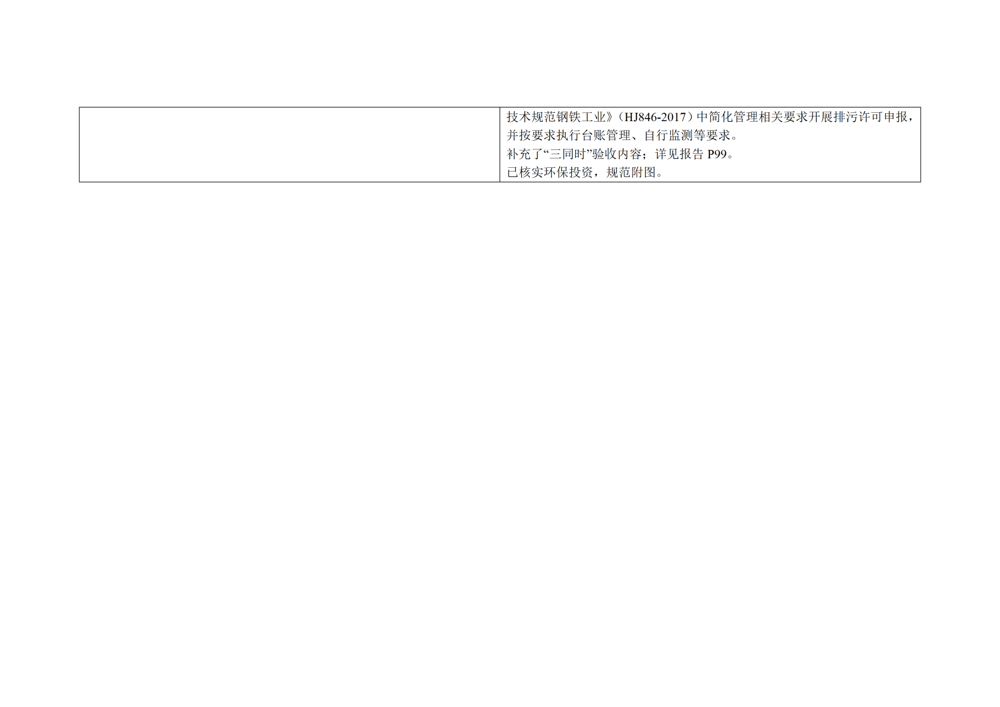 技术规范钢铁工业》（HJ846-2017）中简化管理相关要求开展排污许可申报，
并按要求执行台账管理、自行监测等要求。
补充了“三同时”验收内容；详见报告 P99。
已核实环保投资，规范附图。